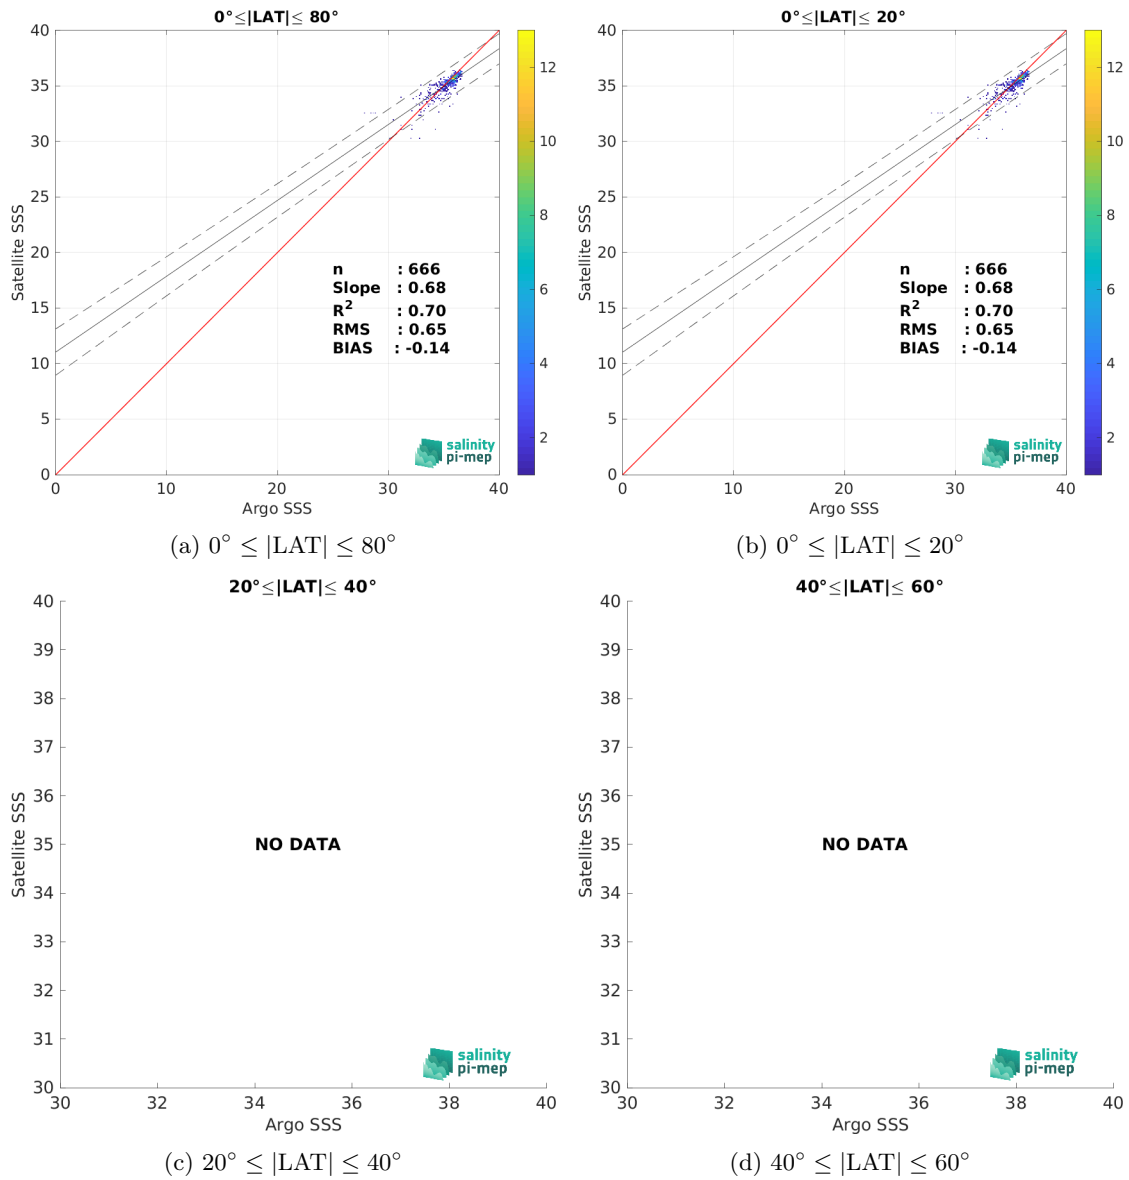 0°≤|LAT|≤ 80°
40
35
30
25
20
15
10
5
0
Satellite SSS
n : 666
Slope : 0.68
R² : 0.70
RMS : 0.65
BIAS : -0.14
salinity
pi-mep
0 10 20 30 40
Argo SSS
12
10
8
6
4
2
(a) 0° ≤ |LAT| ≤ 80°
0°≤|LAT|≤ 20°
40
35
30
25
20
15
10
5
0
Satellite SSS
n : 666
Slope : 0.68
R² : 0.70
RMS : 0.65
BIAS : -0.14
salinity
pi-mep
0 10 20 30 40
Argo SSS
12
10
8
6
4
2
(b) 0° ≤ |LAT| ≤ 20°
20°≤|LAT|≤ 40°
40
39
38
37
36
35
34
33
32
31
30
Satellite SSS
NO DATA
salinity
pi-mep
30 32 34 36 38 40
Argo SSS
(c) 20° ≤ |LAT| ≤ 40°
40°≤|LAT|≤ 60°
40
39
38
37
36
35
34
33
32
31
30
Satellite SSS
NO DATA
salinity
pi-mep
30 32 34 36 38 40
Argo SSS
(d) 40° ≤ |LAT| ≤ 60°